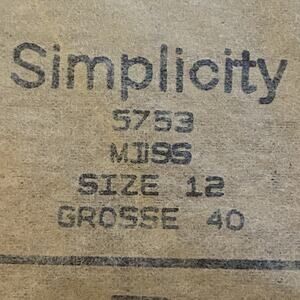 Simplicity
5753
MISS
SIZE 12
GROSSE 40